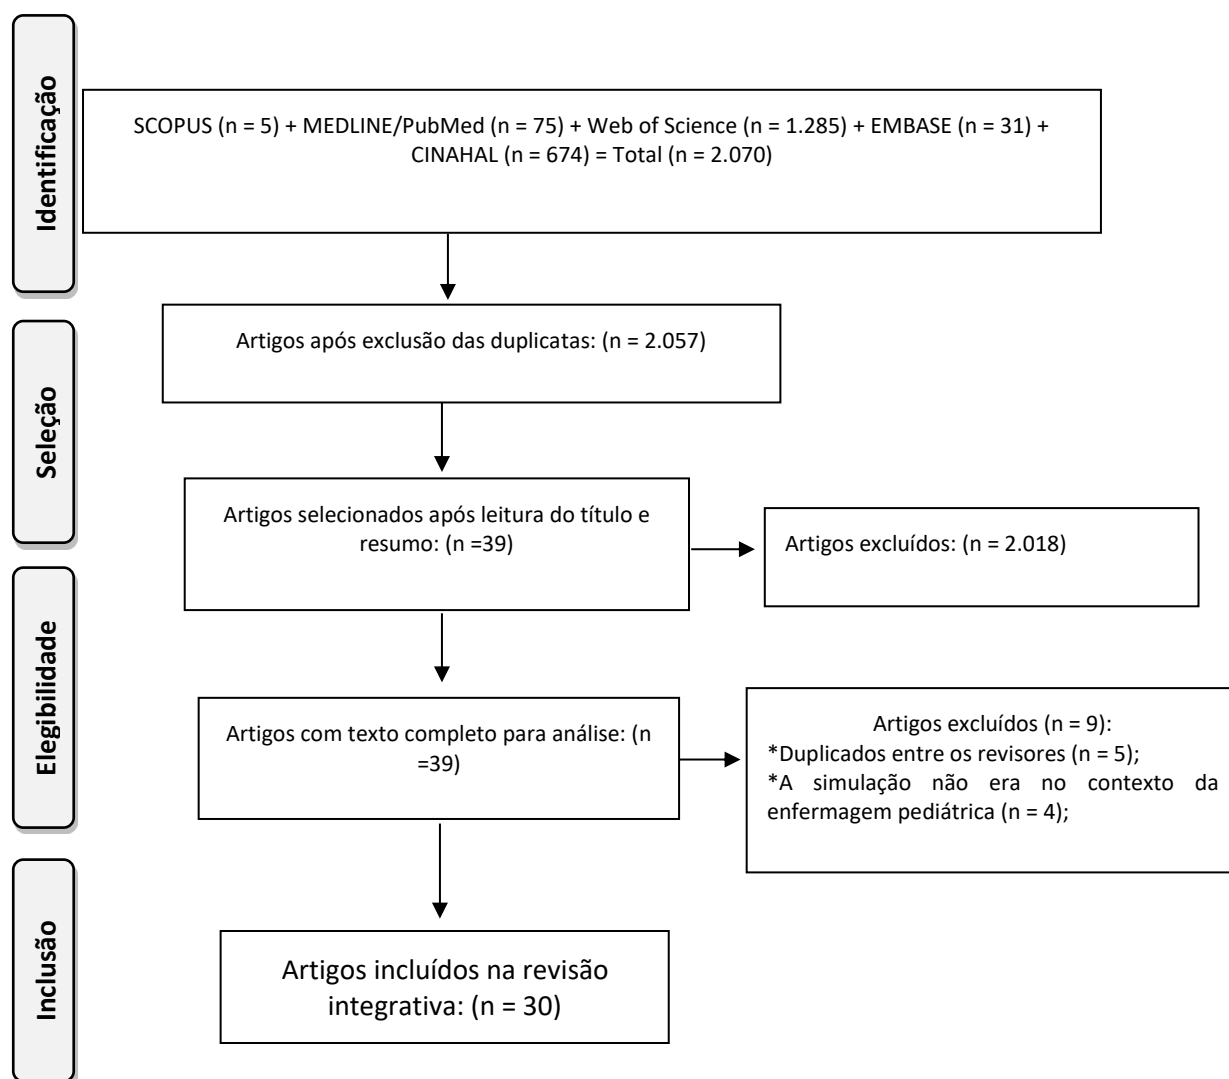 Identificação
SCOPUS (n = 5) + MEDLINE/PubMed (n = 75) + Web of Science (n = 1.285) + EMBASE (n = 31) +
CINAHAL (n = 674) = Total (n = 2.070)
Seleção
Artigos após exclusão das duplicatas: (n = 2.057)
Artigos selecionados após leitura do título e
resumo: (n =39)
Artigos excluídos: (n = 2.018)
Elegibilidade
Artigos com texto completo para análise: (n
=39)
Artigos excluídos (n = 9):
*Duplicados entre os revisores (n = 5);
*A simulação não era no contexto da
enfermagem pediátrica (n = 4);
Inclusão
Artigos incluídos na revisão
integrativa: (n = 30)